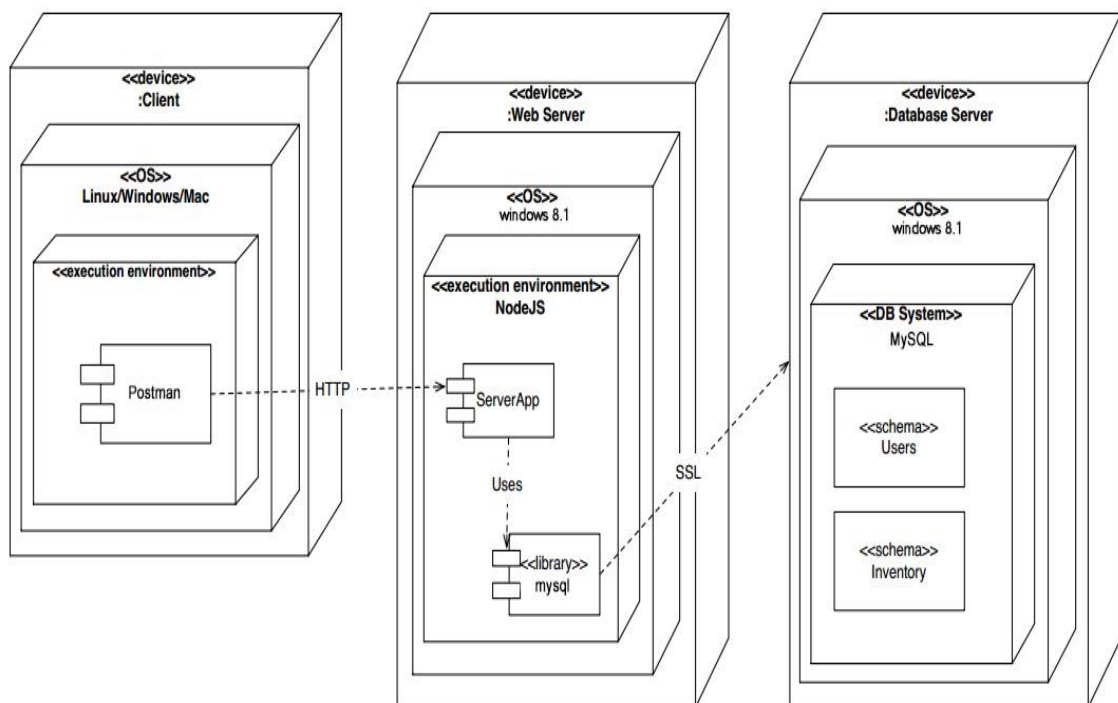 <<device>>
:Client
<<OS>>
Linux/Windows/Mac
<<execution environment>>
Postman
HTTP
<<device>>
:Web Server
<<OS>>
windows 8.1
<<execution environment>>
NodeJS
ServerApp
Uses
<<library>>
mysql
SSL
<<device>>
:Database Server
<<OS>>
windows 8.1
<<DB System>>
MySQL
<<schema>>
Users
<<schema>>
Inventory